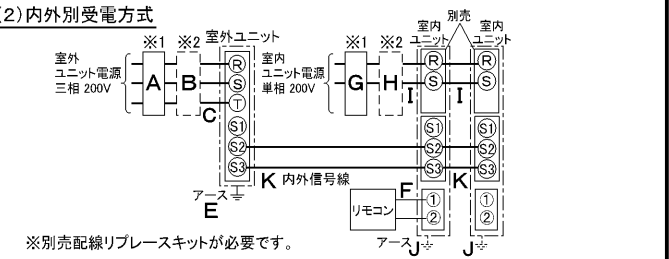 (2)内外別受電方式
別売
※1 ※2 室外ユニット
※1 ※2 室内ユニット 室内ユニット
室外
ユニット電源
三相 200V
A B C
R
S
T
S1
S2
S3
室内
ユニット電源
単相 200V
G H I I
R R
S S
S1 S1
S2 S2
S3 S3
K 内外信号線 K
アース
E
リモコン F
① ①
② ②
アース J J
※別売配線リプレースキットが必要です。